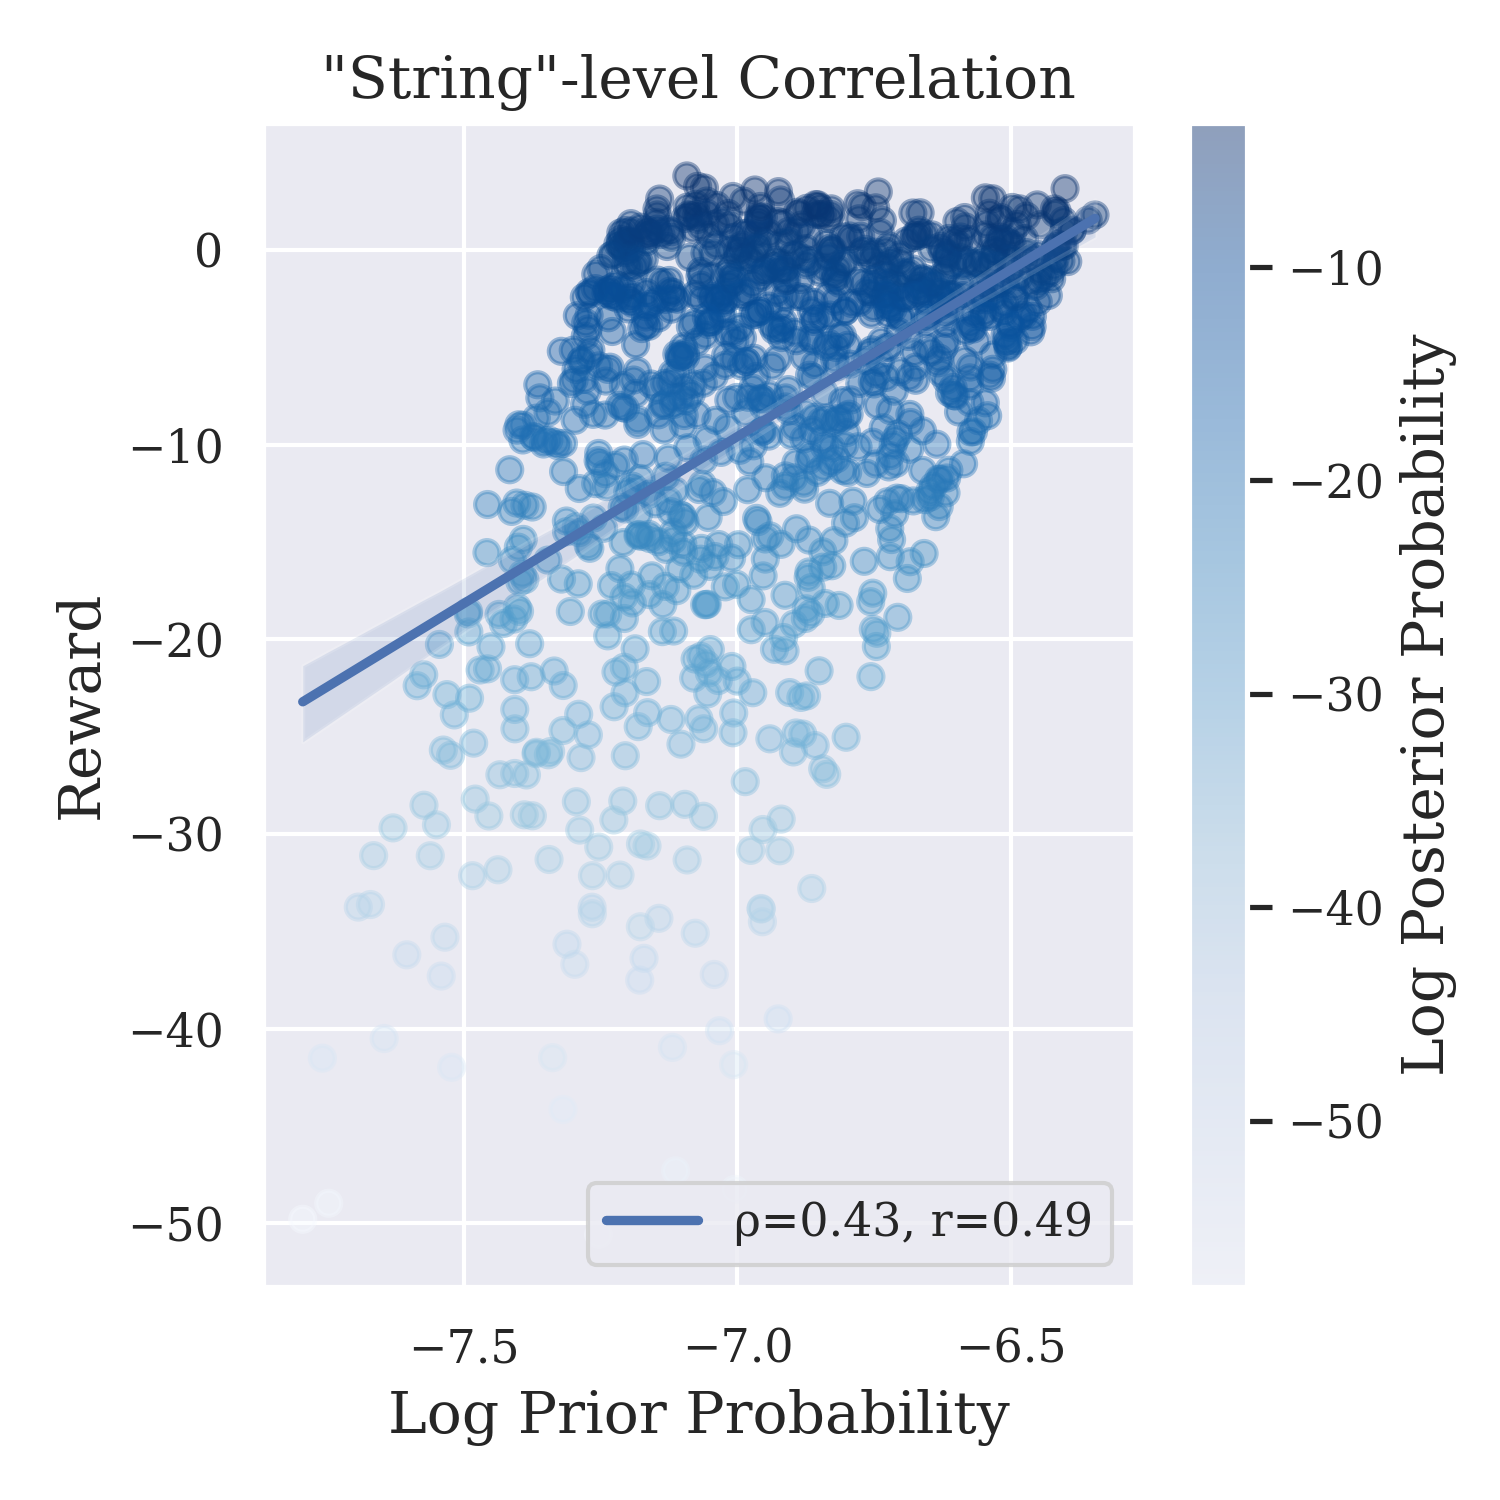 "String"-level Correlation
0
−10
−20
−30
−40
−50
Reward
−7.5
−7.0
−6.5
Log Prior Probability
ρ=0.43, r=0.49
−10
−20
−30
−40
−50
Log Posterior Probability